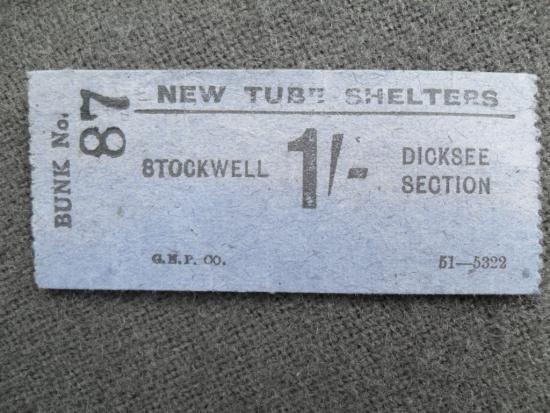 BUNK No. 87
NEW TUBE SHELTERS
STOCKWELL 1/- DICKSEE
SECTION
G.H.P. CO. 51—5322